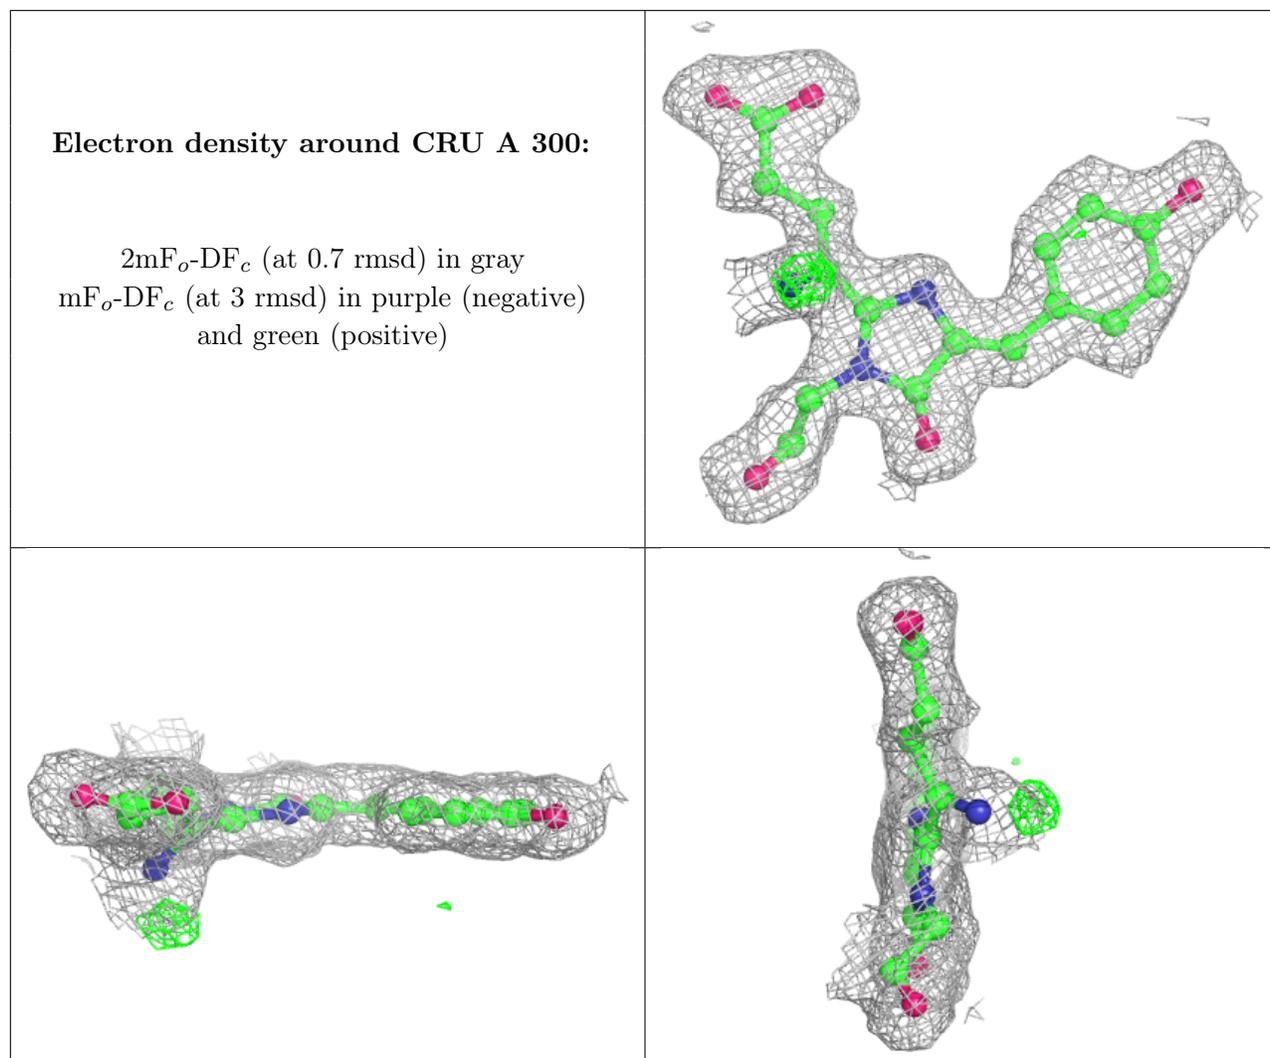 Electron density around CRU A 300:
2mFo-DFc (at 0.7 rmsd) in gray
mFo-DFc (at 3 rmsd) in purple (negative)
and green (positive)